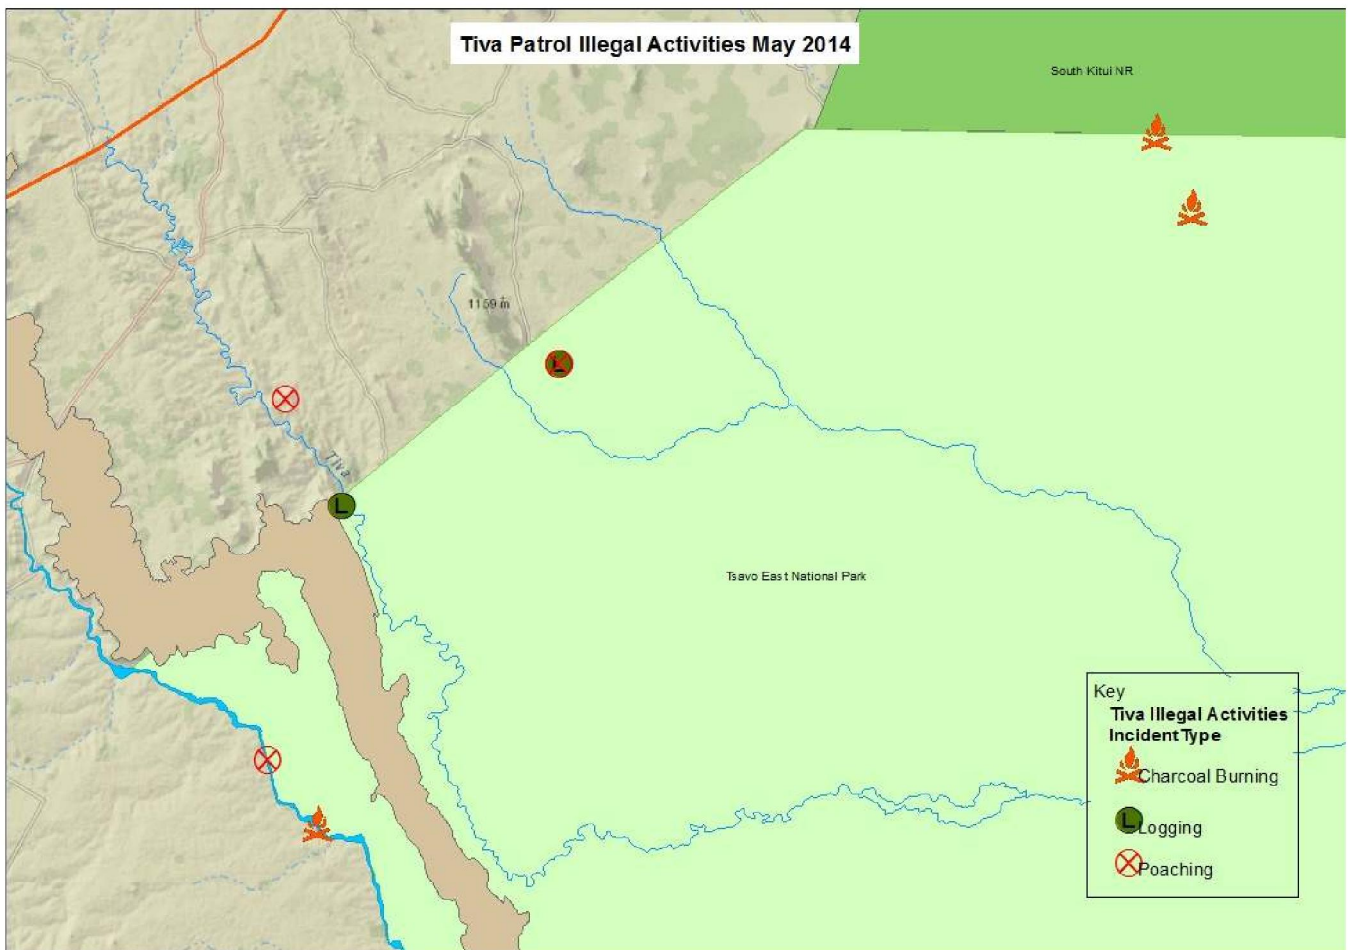 Tiva Patrol Illegal Activities May 2014
South Kitui NR
1159 m
L
Tiva
L
Tsavo East National Park
Key
Tiva Illegal Activities
Incident Type
Charcoal Burning
L Logging
Poaching